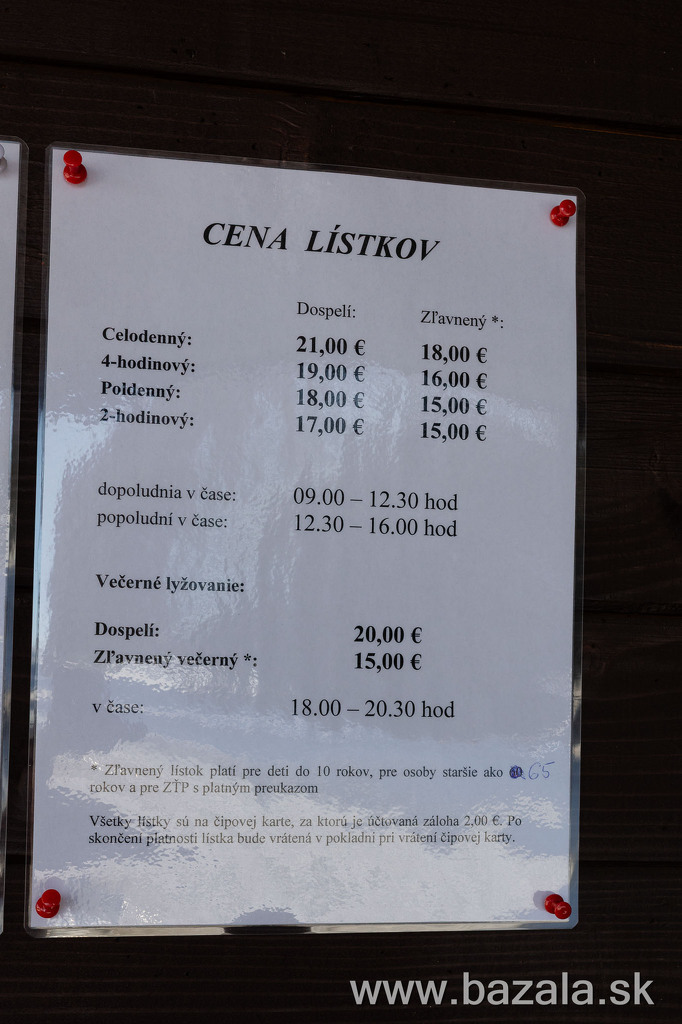 CENA LÍSTKOV
Dospelí: Zľavnený *:
Celodenný: 21,00 € 18,00 €
4-hodinový: 19,00 € 16,00 €
Poldenný: 18,00 € 15,00 €
2-hodinový: 17,00 € 15,00 €
dopoludnia v čase: 09.00 – 12.30 hod
popoludní v čase: 12.30 – 16.00 hod
Večerné lyžovanie:
Dospelí: 20,00 €
Zľavnený večerný *: 15,00 €
v čase: 18.00 – 20.30 hod
* Zľavnený lístok platí pre deti do 10 rokov, pre osoby staršie ako 65
rokov a pre ZŤP s platným preukazom
Všetky lístky sú na čipovej karte, za ktorú je účtovaná záloha 2,00 €. Po
skončení platnosti lístka bude vrátená v pokladni pri vrátení čipovej karty.
www.bazala.sk